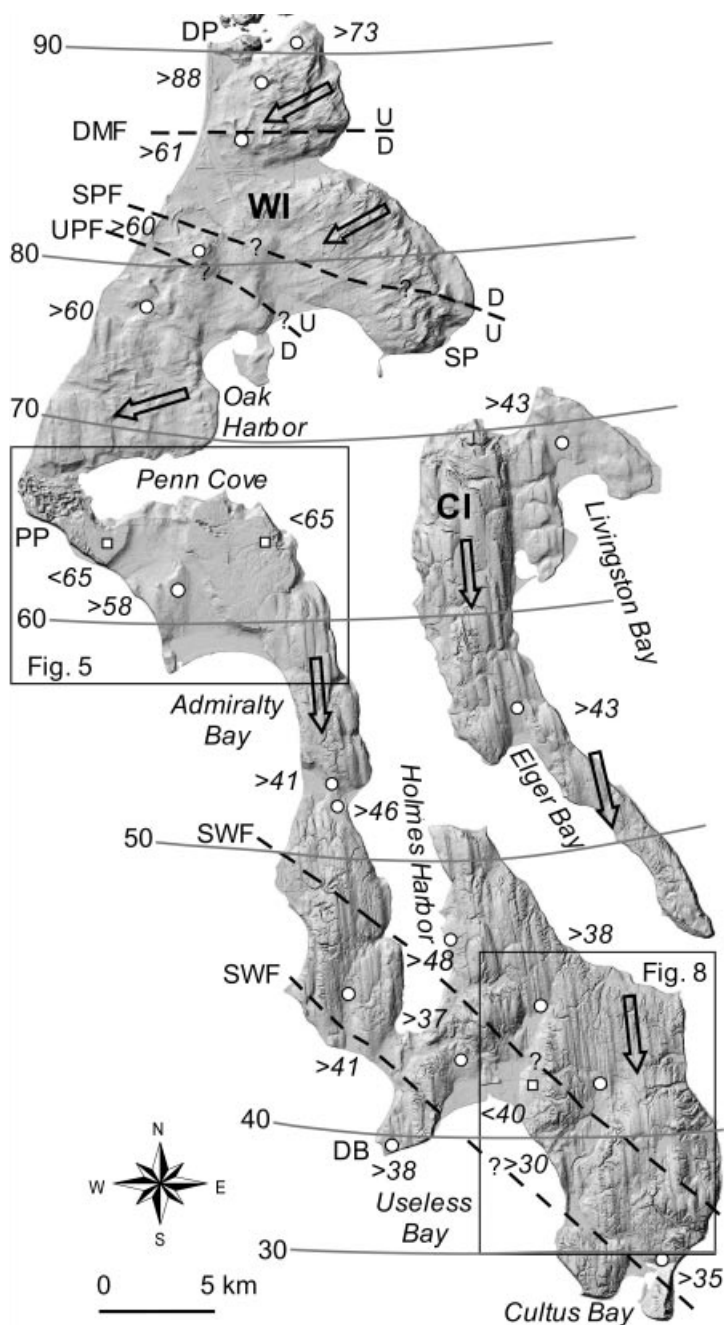 DP
>73
90
>88
U
DMF
D
>61
WI
SPF
>60
UPF
?
80
?
?
>60
D
U
? U
D
SP
70
Oak
Harbor
>43
Penn Cove
CI
<65
PP
<65
>58
Livingston Bay
60
Fig. 5
Admiralty
Bay
>43
>41
>46
Elger Bay
SWF
50
Holmes Harbor
>38
>48
SWF
Fig. 8
>37
?
>41
<40
40
DB
>38
? >30
Useless
Bay
N
W E
S
30
0 5 km
>35
Cultus Bay